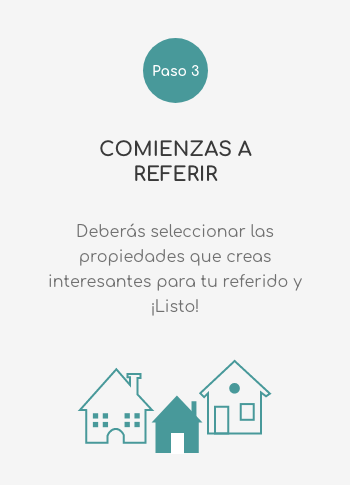 Paso 3
COMIENZAS A
REFERIR
Deberás seleccionar las
propiedades que creas
interesantes para tu referido y
¡Listo!